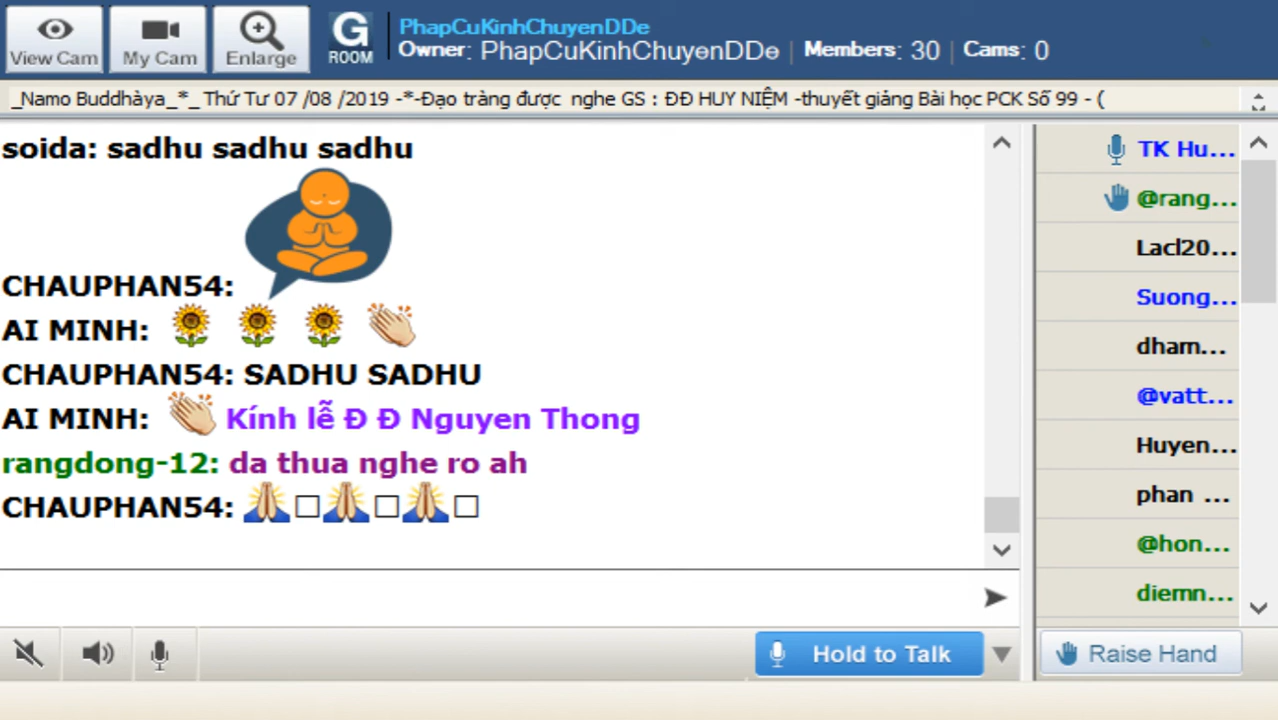 View Cam
My Cam
Enlarge
G
ROOM
PhapCuKinhChuyenDDe
Owner: PhapCuKinhChuyenDDe | Members: 30 | Cams: 0
_Namo Buddhàya_*_ Thứ Tư 07 /08 /2019 -*-Đạo tràng được nghe GS : ĐĐ HUY NIỆM -thuyết giảng Bài học PCK Số 99 - (
soida: sadhu sadhu sadhu
CHAUPHAN54:
AI MINH: 🌻 🌻 🌻 👏
CHAUPHAN54: SADHU SADHU
AI MINH: 👏 Kính lễ Đ Đ Nguyen Thong
rangdong-12: da thua nghe ro ah
CHAUPHAN54: 🙏□🙏□🙏□
TK Hu...
@rang...
Lacl20...
Suong...
dham...
@vatt...
Huyen...
phan ...
@hon...
diemn...
Hold to Talk
Raise Hand